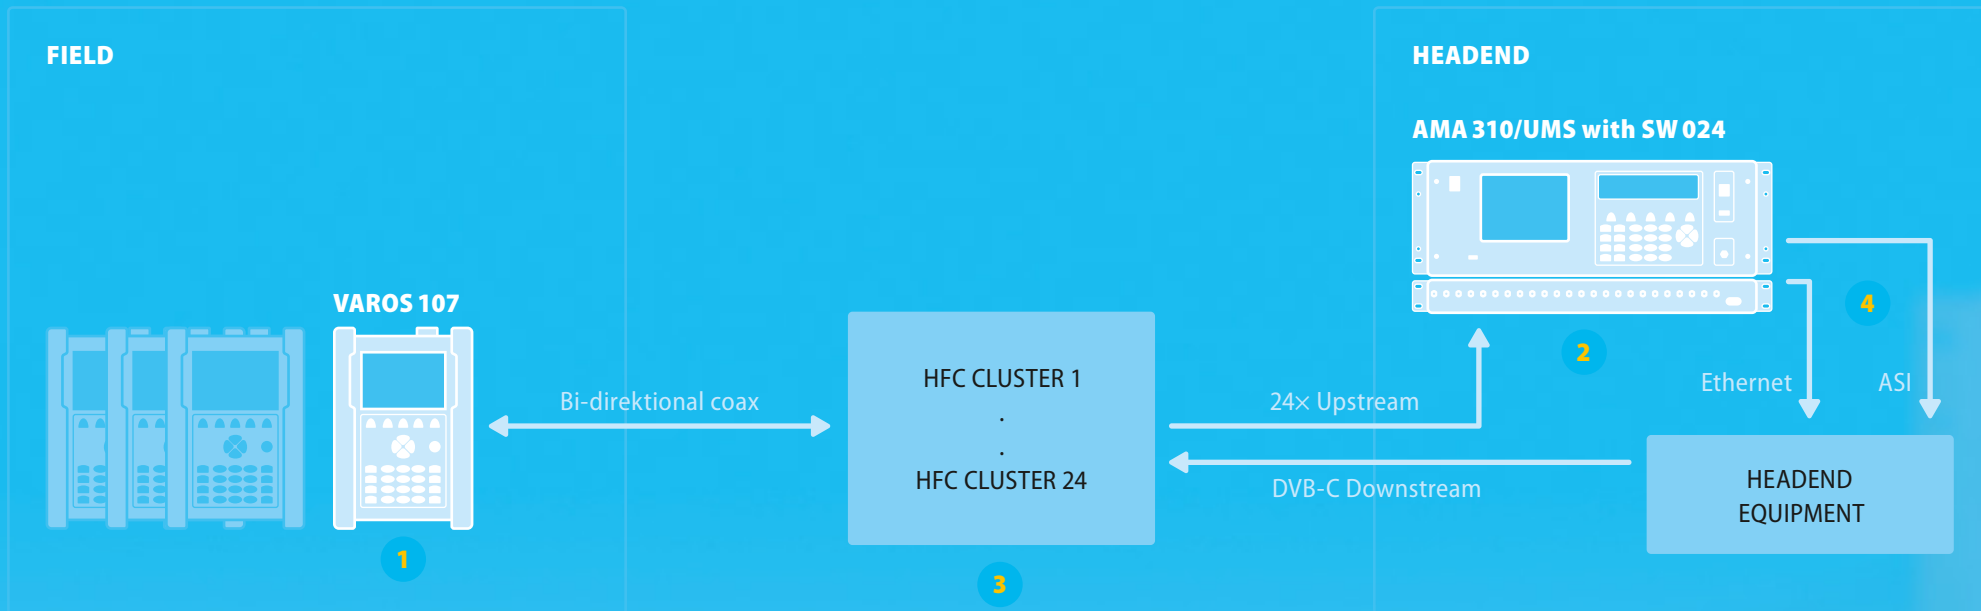 FIELD
VAROS 107
1
Bi-direktional coax
HFC CLUSTER 1
.
.
HFC CLUSTER 24
3
24× Upstream
DVB-C Downstream
HEADEND
AMA 310/UMS with SW 024
2
4
Ethernet
ASI
HEADEND
EQUIPMENT